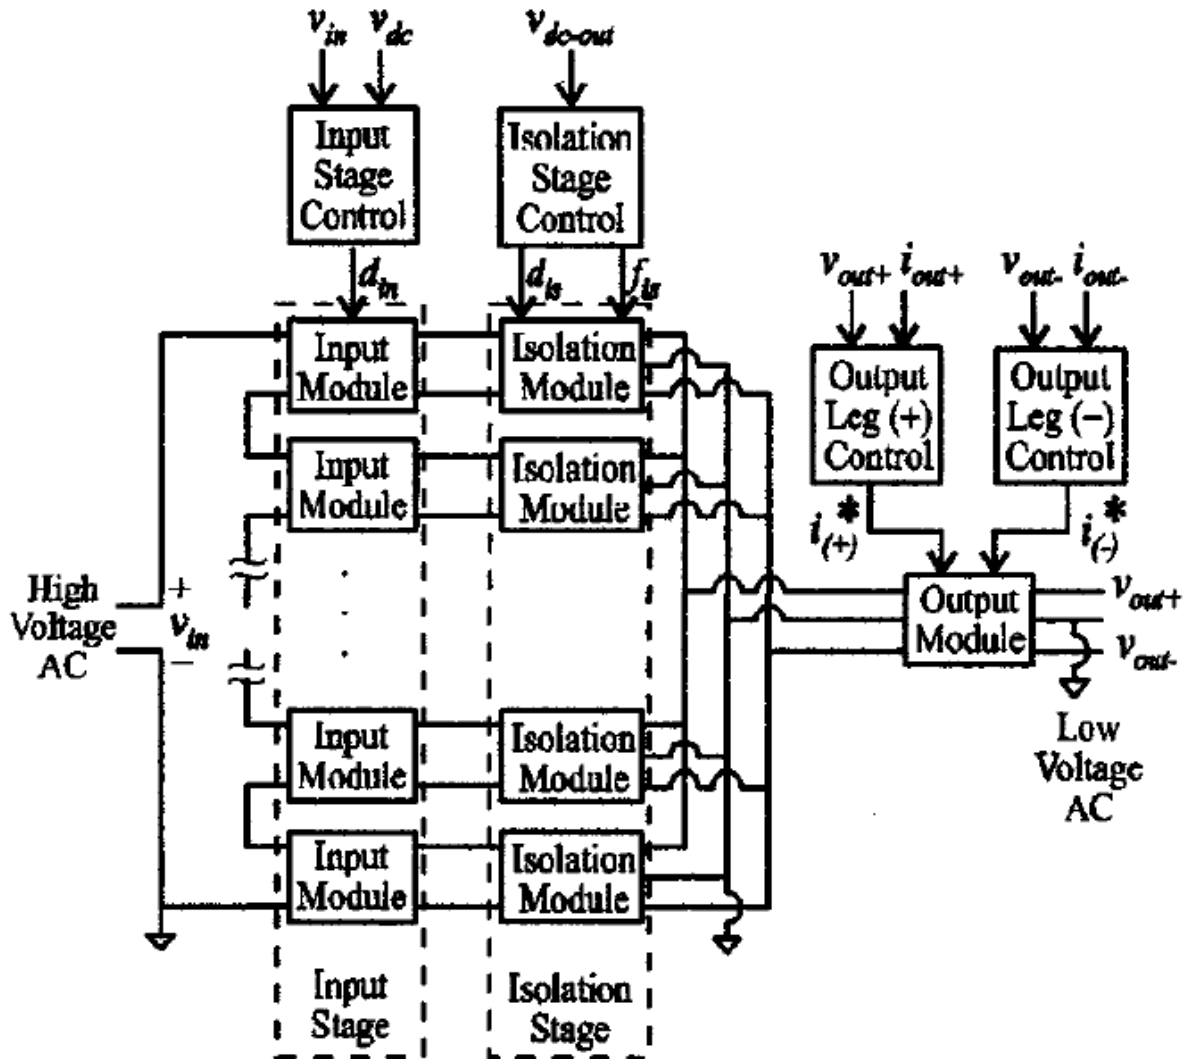 v_in v_dc
v_dc-out
Input
Stage
Control
Isolation
Stage
Control
d_in
d_is
f_is
v_out+ i_out+
v_out- i_out-
Output
Leg (+)
Control
Output
Leg (−)
Control
i_(+)*
i_(-)*
Input
Module
Isolation
Module
Input
Module
Isolation
Module
High
Voltage
AC
+
v_in
−
Output
Module
v_out+
v_out-
Low
Voltage
AC
Input
Module
Isolation
Module
Input
Module
Isolation
Module
Input
Stage
Isolation
Stage